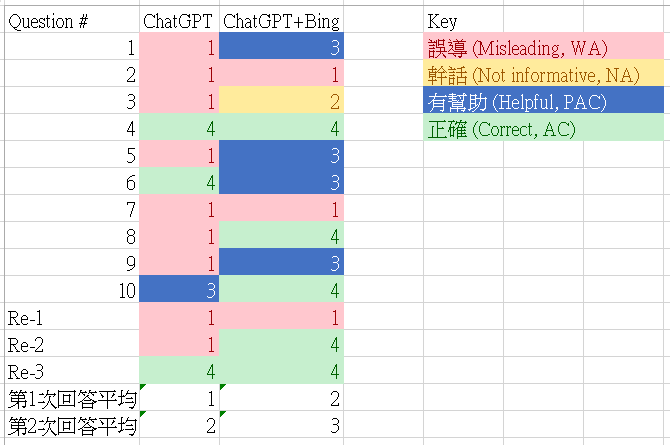 Question # ChatGPT ChatGPT+Bing Key
1 1 3 誤導 (Misleading, WA)
2 1 1 幹話 (Not informative, NA)
3 1 2 有幫助 (Helpful, PAC)
4 4 4 正確 (Correct, AC)
5 1 3
6 4 3
7 1 1
8 1 4
9 1 3
10 3 4
Re-1 1 1
Re-2 1 4
Re-3 4 4
第1次回答平均 1 2
第2次回答平均 2 3